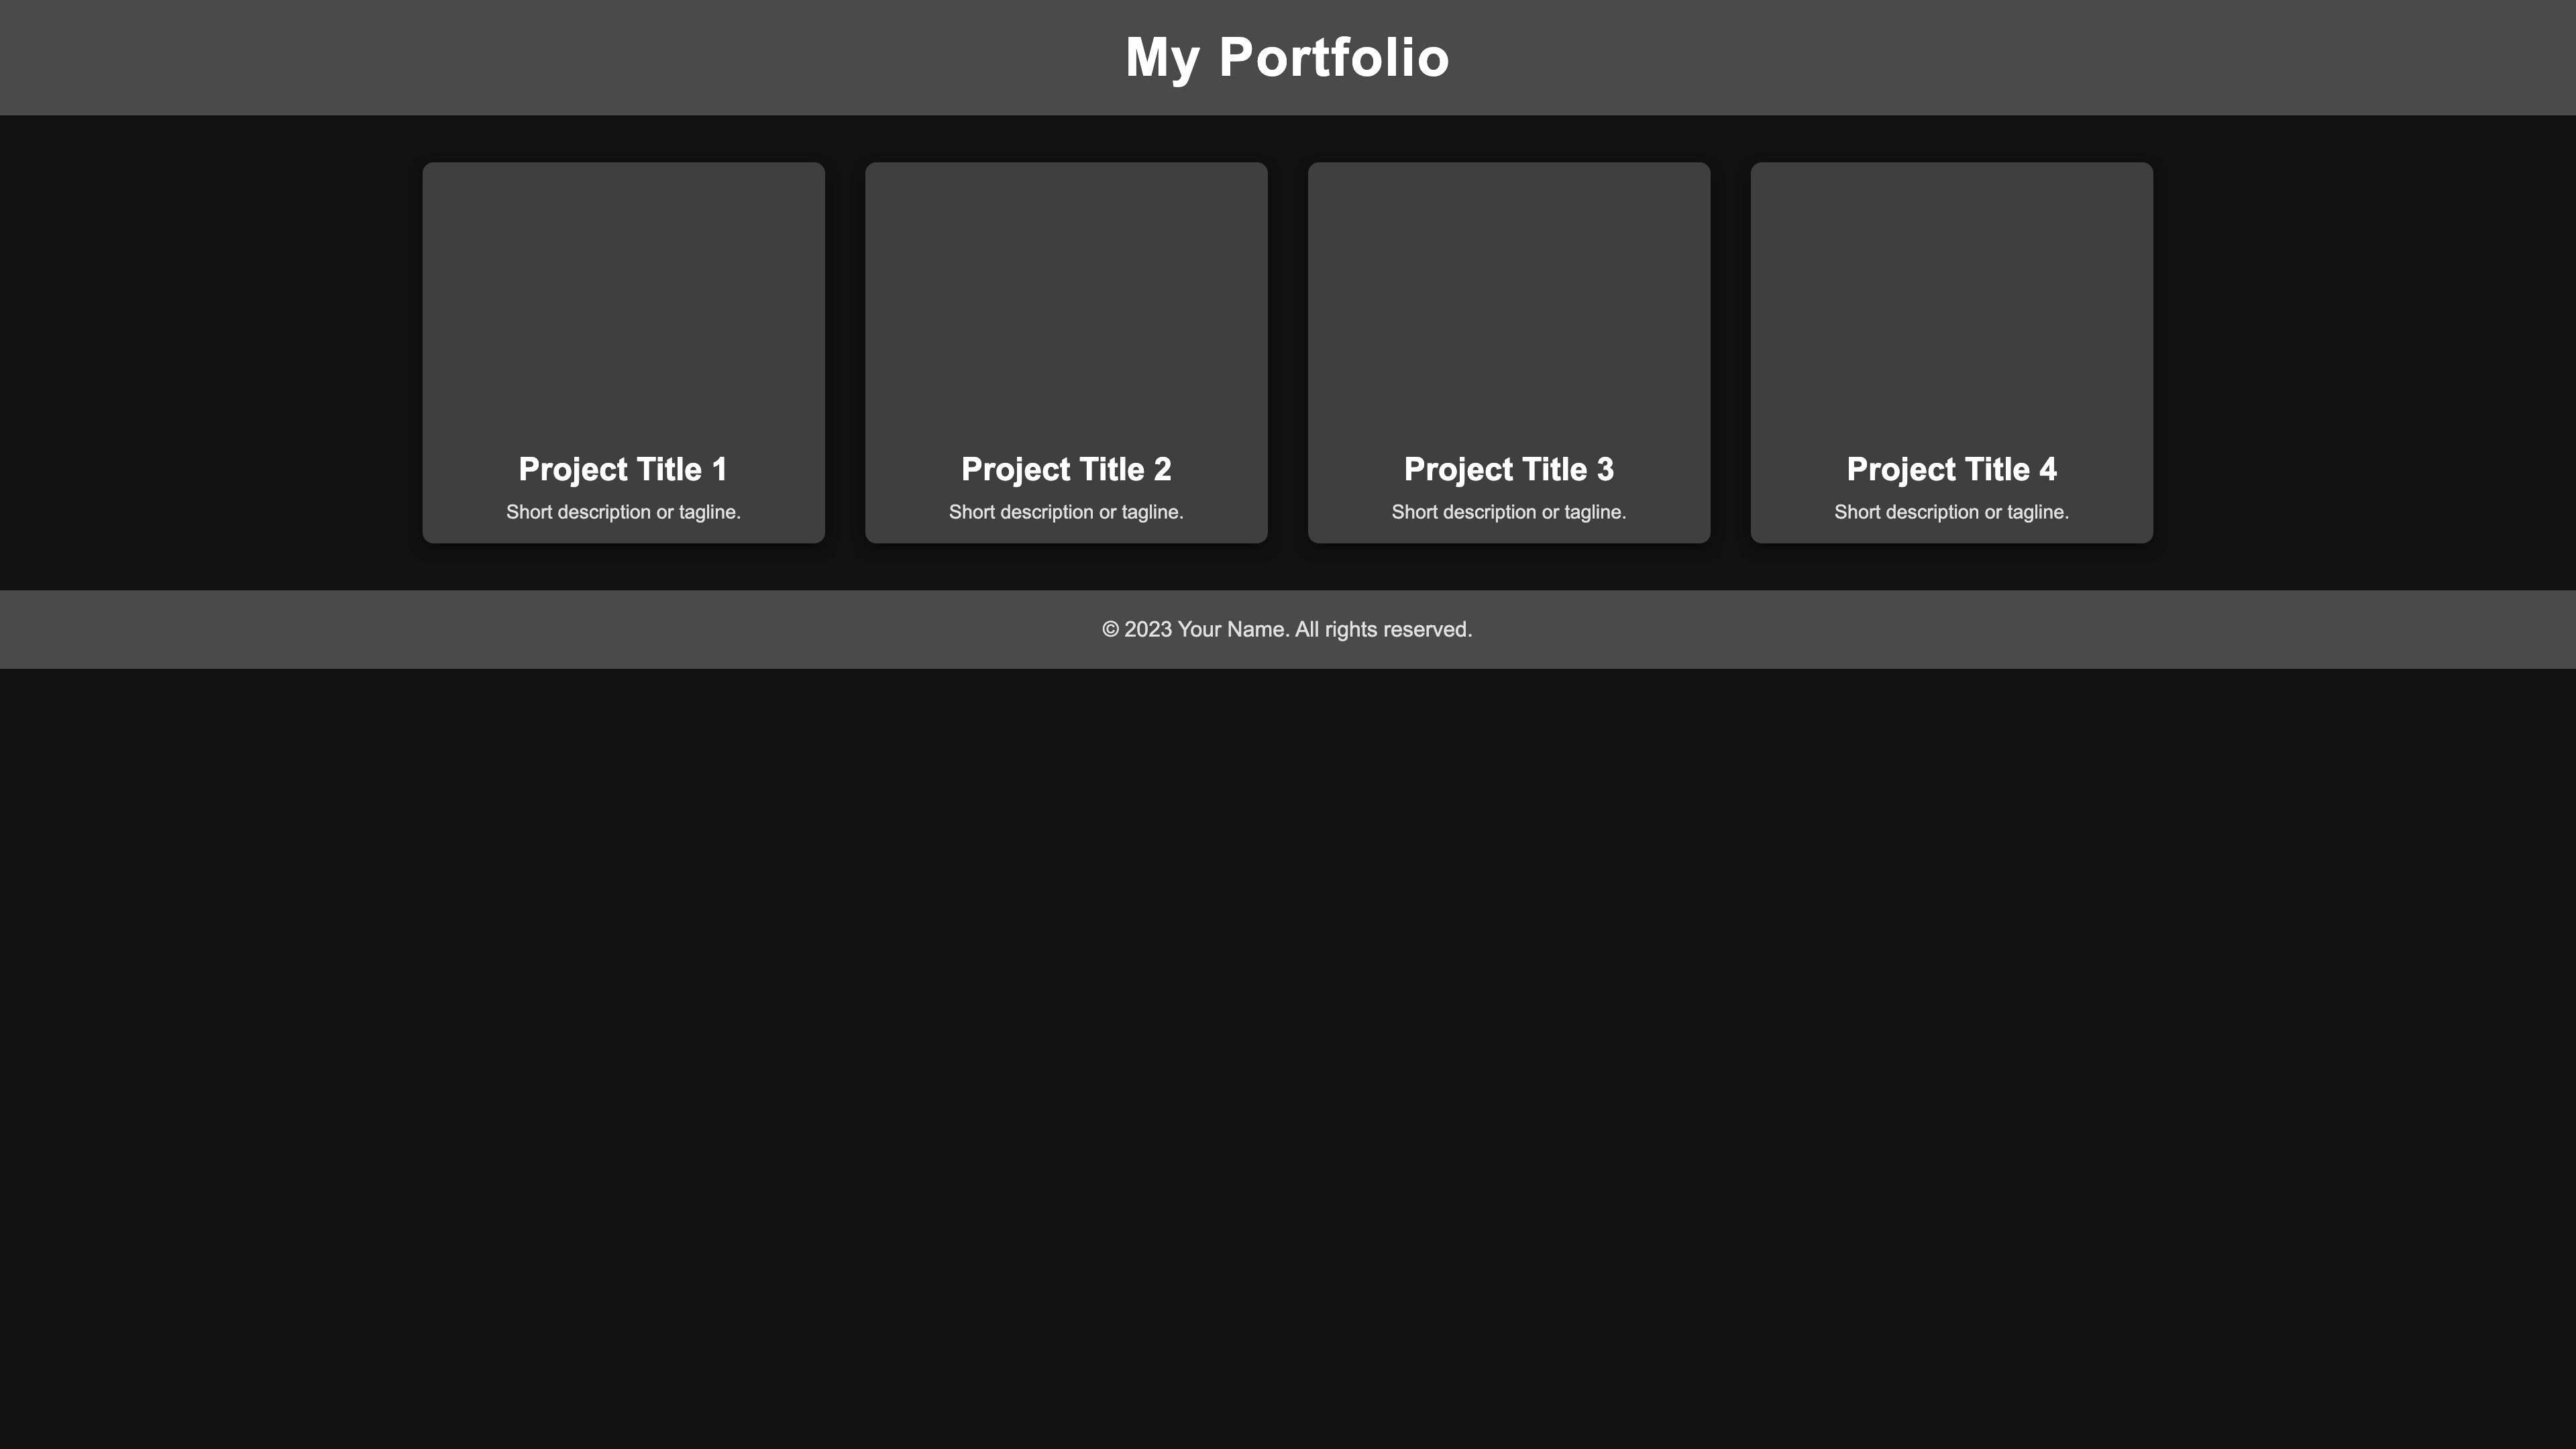 My Portfolio
Project Title 1
Short description or tagline.
Project Title 2
Short description or tagline.
Project Title 3
Short description or tagline.
Project Title 4
Short description or tagline.
© 2023 Your Name. All rights reserved.